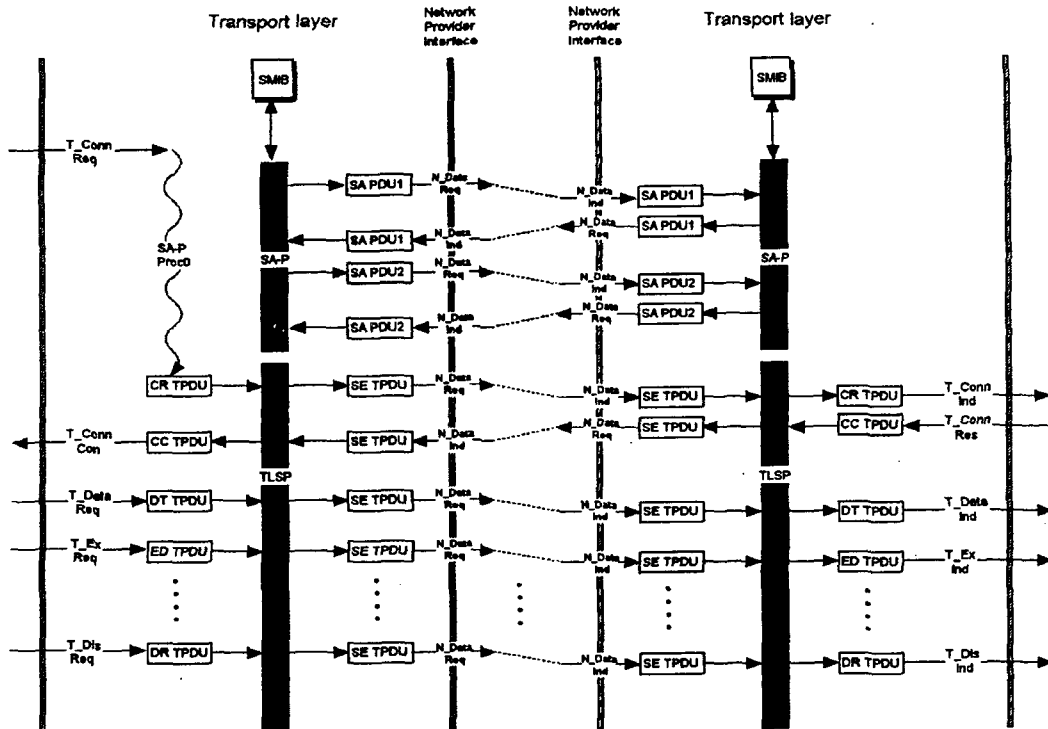 Transport layer
Network
Provider
Interface
Network
Provider
Interface
Transport layer
SMIB
SMIB
T_Conn
Req
SA PDU1
N_Data
Req
N_Data
Ind
SA PDU1
SA PDU1
N_Data
Ind
N_Data
Req
SA PDU1
SA-P
Proc0
SA-P
SA-P
SA PDU2
N_Data
Req
N_Data
Ind
SA PDU2
SA PDU2
N_Data
Ind
N_Data
Req
SA PDU2
CR TPDU
SE TPDU
N_Data
Req
N_Data
Ind
SE TPDU
CR TPDU
T_Conn
Ind
T_Conn
Con
CC TPDU
SE TPDU
N_Data
Ind
N_Data
Req
SE TPDU
CC TPDU
T_Conn
Res
TLSP
TLSP
T_Data
Req
DT TPDU
SE TPDU
N_Data
Req
N_Data
Ind
SE TPDU
DT TPDU
T_Data
Ind
T_Ex
Req
ED TPDU
SE TPDU
N_Data
Req
N_Data
Ind
SE TPDU
ED TPDU
T_Ex
Ind
T_Dis
Req
DR TPDU
SE TPDU
N_Data
Req
N_Data
Ind
SE TPDU
DR TPDU
T_Dis
Ind